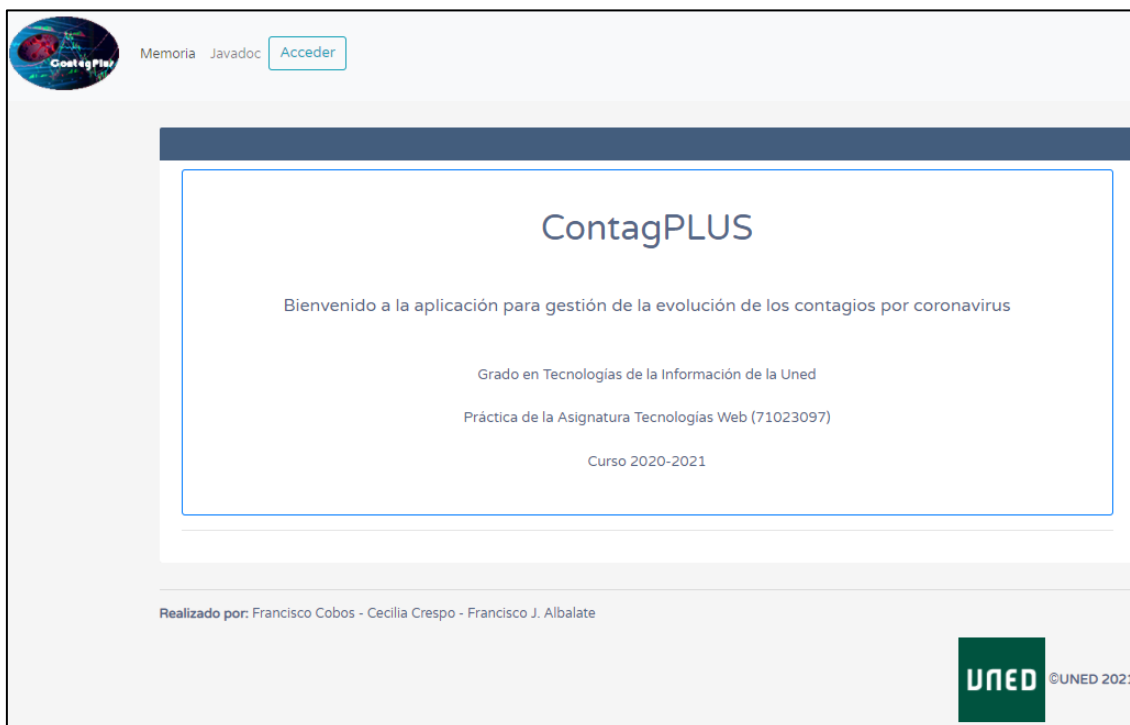 ContagPlus
Memoria Javadoc Acceder
ContagPLUS
Bienvenido a la aplicación para gestión de la evolución de los contagios por coronavirus
Grado en Tecnologías de la Información de la Uned
Práctica de la Asignatura Tecnologías Web (71023097)
Curso 2020-2021
Realizado por: Francisco Cobos - Cecilia Crespo - Francisco J. Albalate
UNED ©UNED 2021